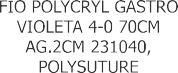 FIO POLYCRYL GASTRO
VIOLETA 4-0 70CM
AG.2CM 231040,
POLYSUTURE